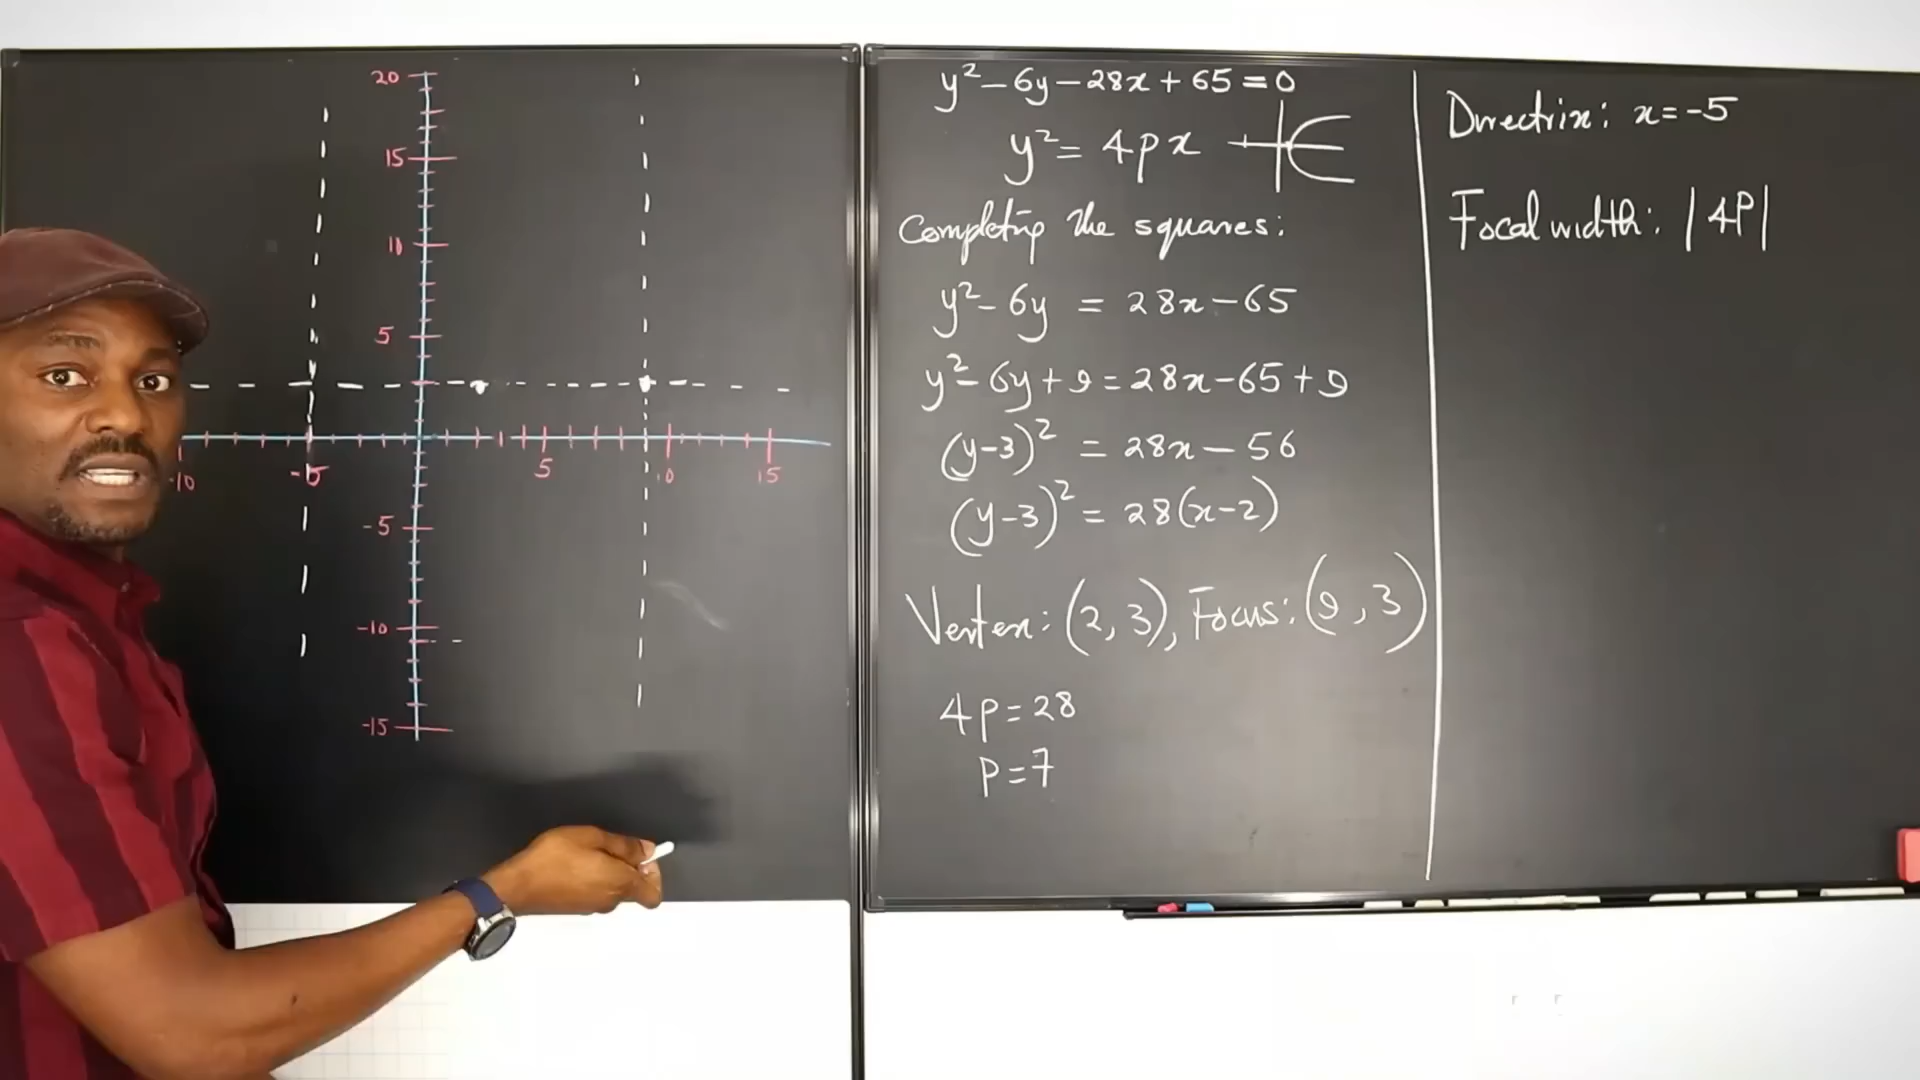 20
15
10
5
-10
-5
5
10
15
-5
-10
-15
y² - 6y - 28x + 65 = 0
y² = 4px
Completing the squares:
y² - 6y = 28x - 65
y² - 6y + 9 = 28x - 65 + 9
(y-3)² = 28x - 56
(y-3)² = 28(x-2)
Vertex: (2, 3), Focus: (9, 3)
4p = 28
p = 7
Directrix: x = -5
Focal width: |4P|